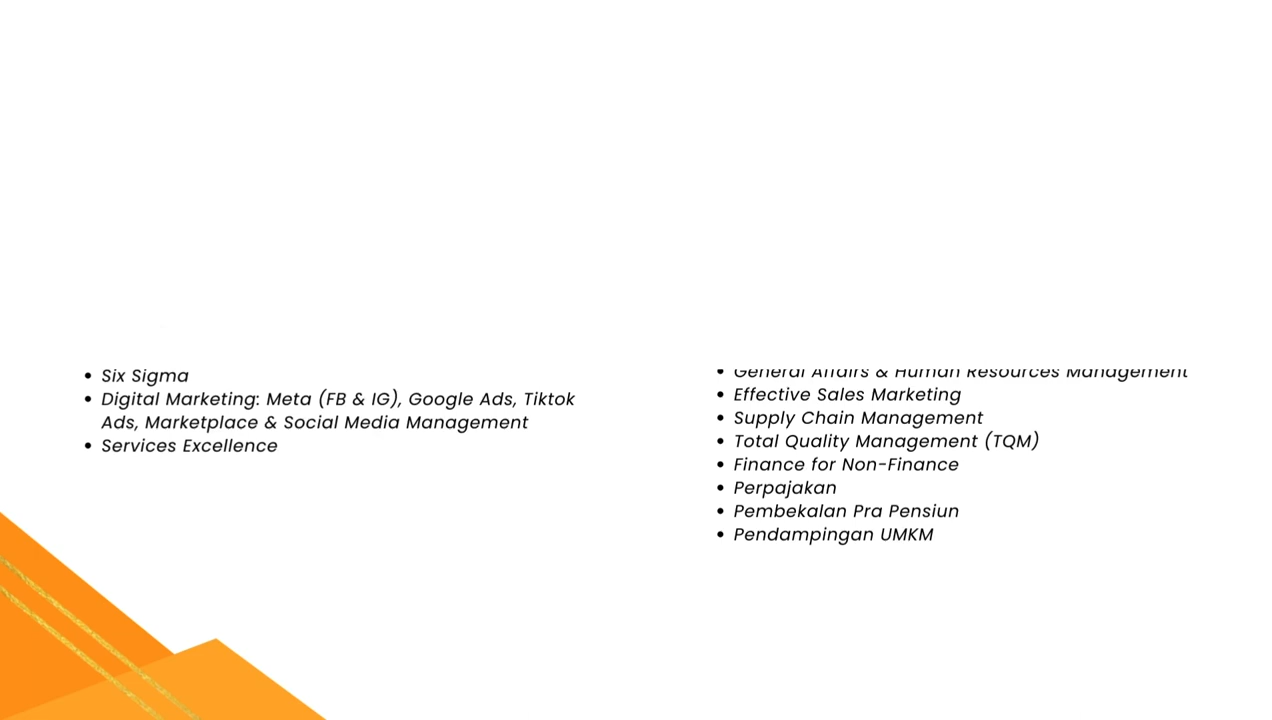 • Six Sigma
• Digital Marketing: Meta (FB & IG), Google Ads, Tiktok
Ads, Marketplace & Social Media Management
• Services Excellence
• General Affairs & Human Resources Management
• Effective Sales Marketing
• Supply Chain Management
• Total Quality Management (TQM)
• Finance for Non-Finance
• Perpajakan
• Pembekalan Pra Pensiun
• Pendampingan UMKM